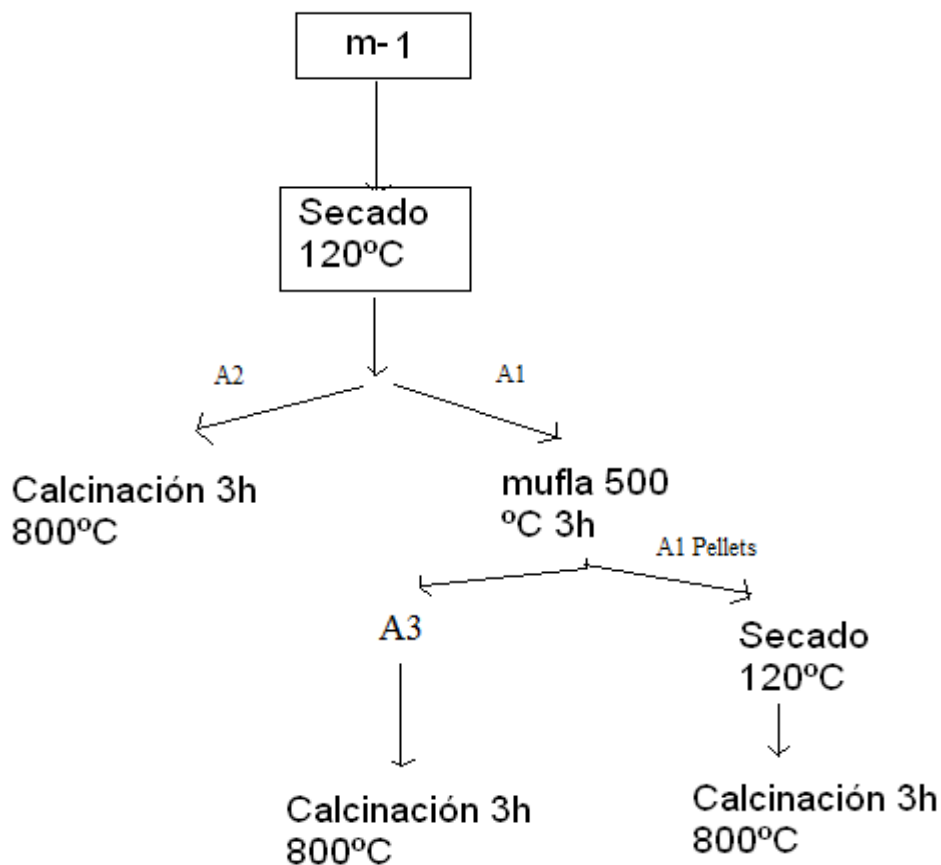 m-1
Secado
120ºC
A2
A1
Calcinación 3h
800ºC
mufla 500
ºC 3h
A1 Pellets
A3
Secado
120ºC
Calcinación 3h
800ºC
Calcinación 3h
800ºC